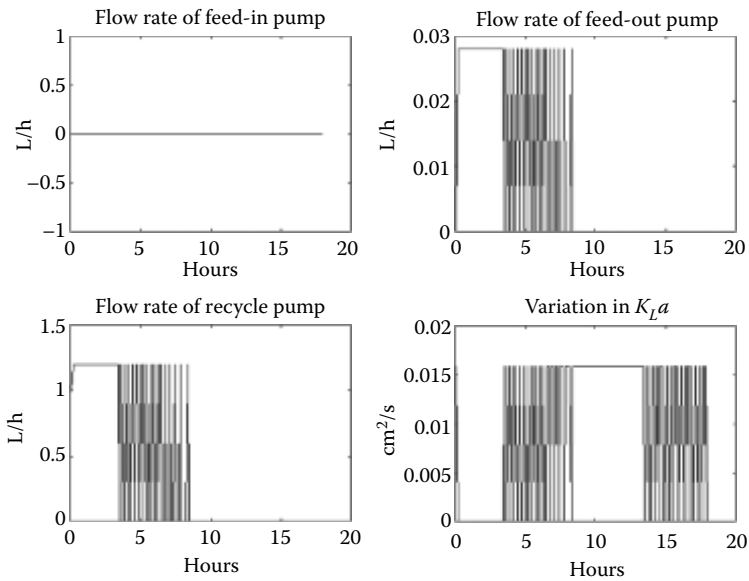 Flow rate of feed-in pump
1
0.5
0
−0.5
−1
L/h
0 5 10 15 20
Hours
Flow rate of feed-out pump
0.03
0.02
0.01
0
L/h
0 5 10 15 20
Hours
Flow rate of recycle pump
1.5
1
0.5
0
L/h
0 5 10 15 20
Hours
Variation in K_La
0.02
0.015
0.01
0.005
0
cm²/s
0 5 10 15 20
Hours